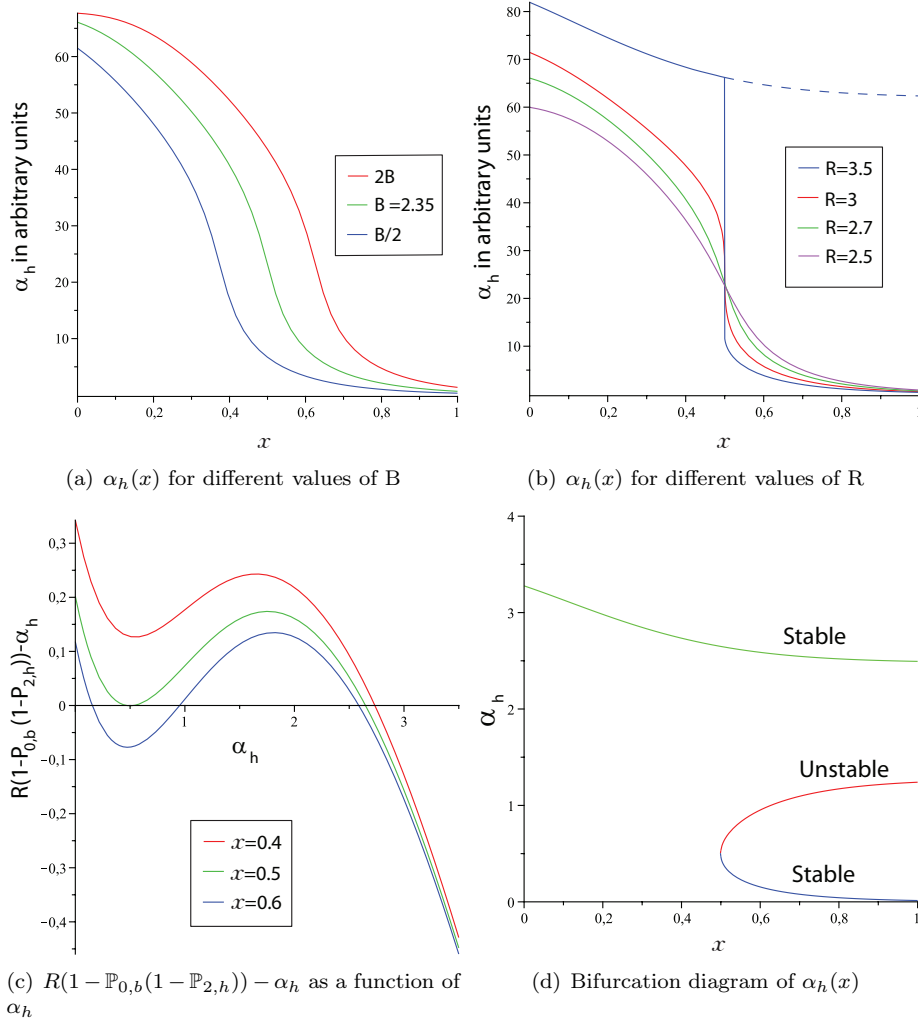 α_h in arbitrary units
60
50
40
30
20
10
0
0,2
0,4
0,6
0,8
1
x
2B
B =2.35
B/2
(a) α_h(x) for different values of B
α_h in arbitrary units
80
70
60
50
40
30
20
10
0
0,2
0,4
0,6
0,8
1
x
R=3.5
R=3
R=2.7
R=2.5
(b) α_h(x) for different values of R
R(1-P_{0,b} (1-P_{2,h}))-α_h
0,3
0,2
0,1
0
-0,1
-0,2
-0,3
-0,4
1
2
3
α_h
x=0.4
x=0.5
x=0.6
(c) R(1 − ℙ_{0,b}(1 − ℙ_{2,h})) − α_h as a function of
α_h
α_h
4
3
2
1
0
0
0,2
0,4
0,6
0,8
1
x
Stable
Unstable
Stable
(d) Bifurcation diagram of α_h(x)